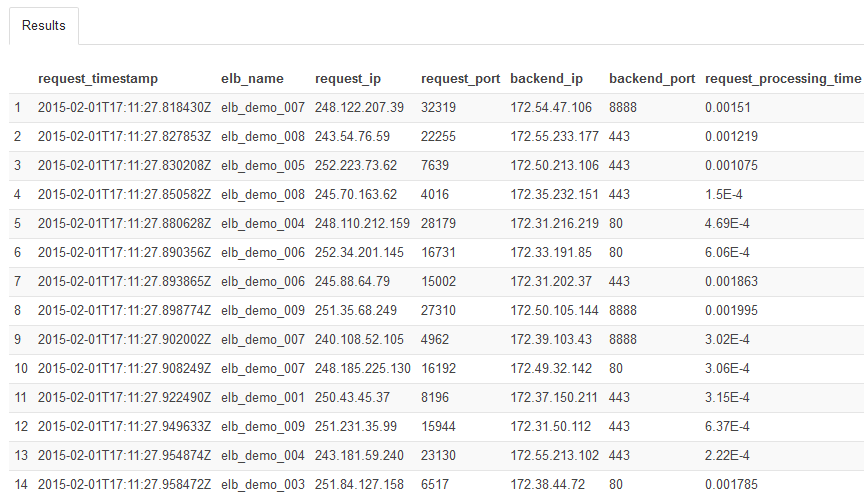 Results
request_timestamp elb_name request_ip request_port backend_ip backend_port request_processing_time
1 2015-02-01T17:11:27.818430Z elb_demo_007 248.122.207.39 32319 172.54.47.106 8888 0.00151
2 2015-02-01T17:11:27.827853Z elb_demo_008 243.54.76.59 22255 172.55.233.177 443 0.001219
3 2015-02-01T17:11:27.830208Z elb_demo_005 252.223.73.62 7639 172.50.213.106 443 0.001075
4 2015-02-01T17:11:27.850582Z elb_demo_008 245.70.163.62 4016 172.35.232.151 443 1.5E-4
5 2015-02-01T17:11:27.880628Z elb_demo_004 248.110.212.159 28179 172.31.216.219 80 4.69E-4
6 2015-02-01T17:11:27.890356Z elb_demo_006 252.34.201.145 16731 172.33.191.85 80 6.06E-4
7 2015-02-01T17:11:27.893865Z elb_demo_006 245.88.64.79 15002 172.31.202.37 443 0.001863
8 2015-02-01T17:11:27.898774Z elb_demo_009 251.35.68.249 27310 172.50.105.144 8888 0.001995
9 2015-02-01T17:11:27.902002Z elb_demo_007 240.108.52.105 4962 172.39.103.43 8888 3.02E-4
10 2015-02-01T17:11:27.908249Z elb_demo_007 248.185.225.130 16192 172.49.32.142 80 3.06E-4
11 2015-02-01T17:11:27.922490Z elb_demo_001 250.43.45.37 8196 172.37.150.211 443 3.15E-4
12 2015-02-01T17:11:27.949633Z elb_demo_009 251.231.35.99 15944 172.31.50.112 443 6.37E-4
13 2015-02-01T17:11:27.954874Z elb_demo_004 243.181.59.240 23130 172.55.213.102 443 2.22E-4
14 2015-02-01T17:11:27.958472Z elb_demo_003 251.84.127.158 6517 172.38.44.72 80 0.001785